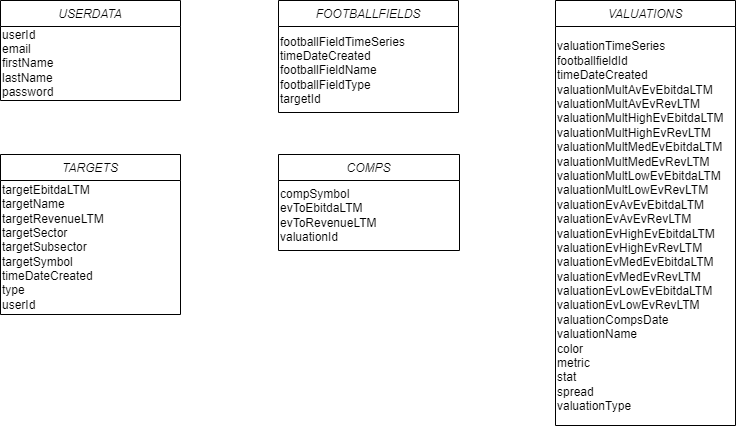 USERDATA
userId
email
firstName
lastName
password
FOOTBALLFIELDS
footballFieldTimeSeries
timeDateCreated
footballFieldName
footballFieldType
targetId
VALUATIONS
valuationTimeSeries
footballfieldId
timeDateCreated
valuationMultAvEvEbitdaLTM
valuationMultAvEvRevLTM
valuationMultHighEvEbitdaLTM
valuationMultHighEvRevLTM
valuationMultMedEvEbitdaLTM
valuationMultMedEvRevLTM
valuationMultLowEvEbitdaLTM
valuationMultLowEvRevLTM
valuationEvAvEvEbitdaLTM
valuationEvAvEvRevLTM
valuationEvHighEvEbitdaLTM
valuationEvHighEvRevLTM
valuationEvMedEvEbitdaLTM
valuationEvMedEvRevLTM
valuationEvLowEvEbitdaLTM
valuationEvLowEvRevLTM
valuationCompsDate
valuationName
color
metric
stat
spread
valuationType
TARGETS
targetEbitdaLTM
targetName
targetRevenueLTM
targetSector
targetSubsector
targetSymbol
timeDateCreated
type
userId
COMPS
compSymbol
evToEbitdaLTM
evToRevenueLTM
valuationId